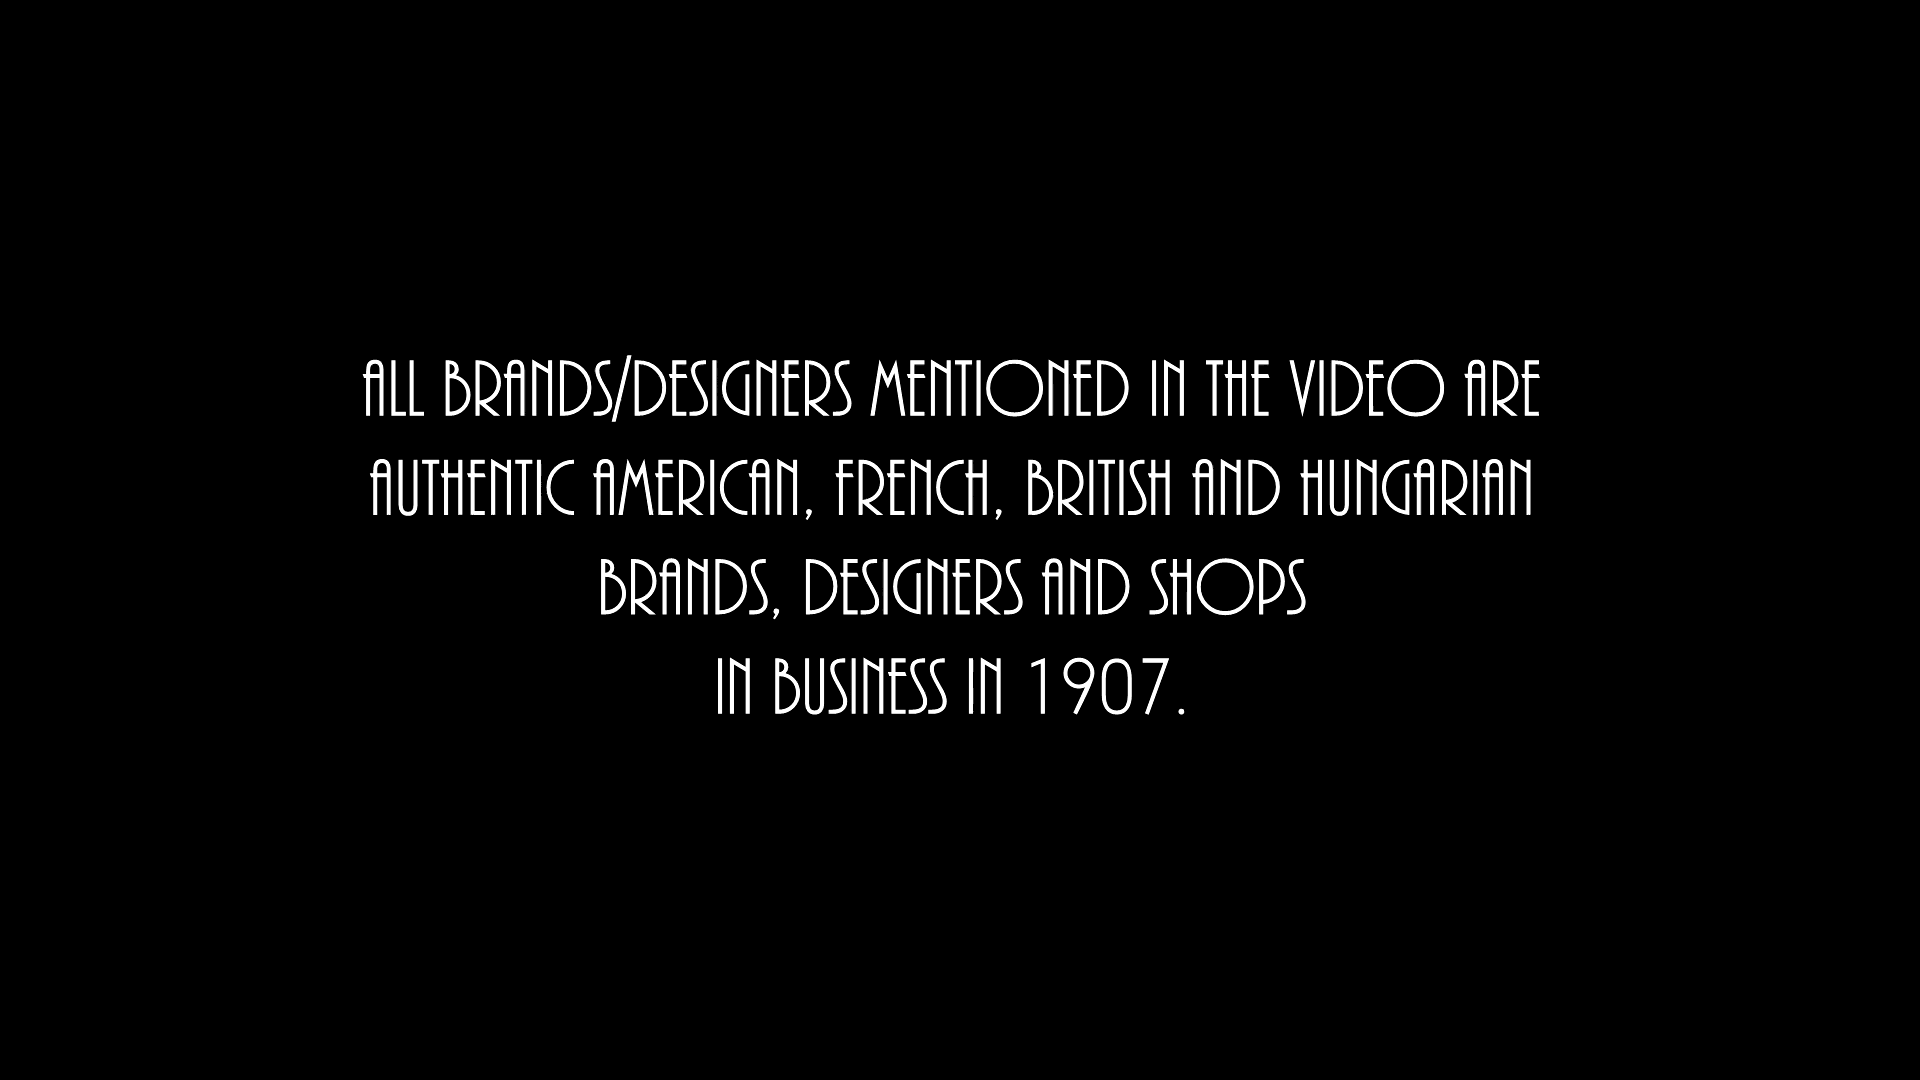 ALL BRANDS/DESIGNERS MENTIONED IN THE VIDEO ARE
AUTHENTIC AMERICAN, FRENCH, BRITISH AND HUNGARIAN
BRANDS, DESIGNERS AND SHOPS
IN BUSINESS IN 1907.